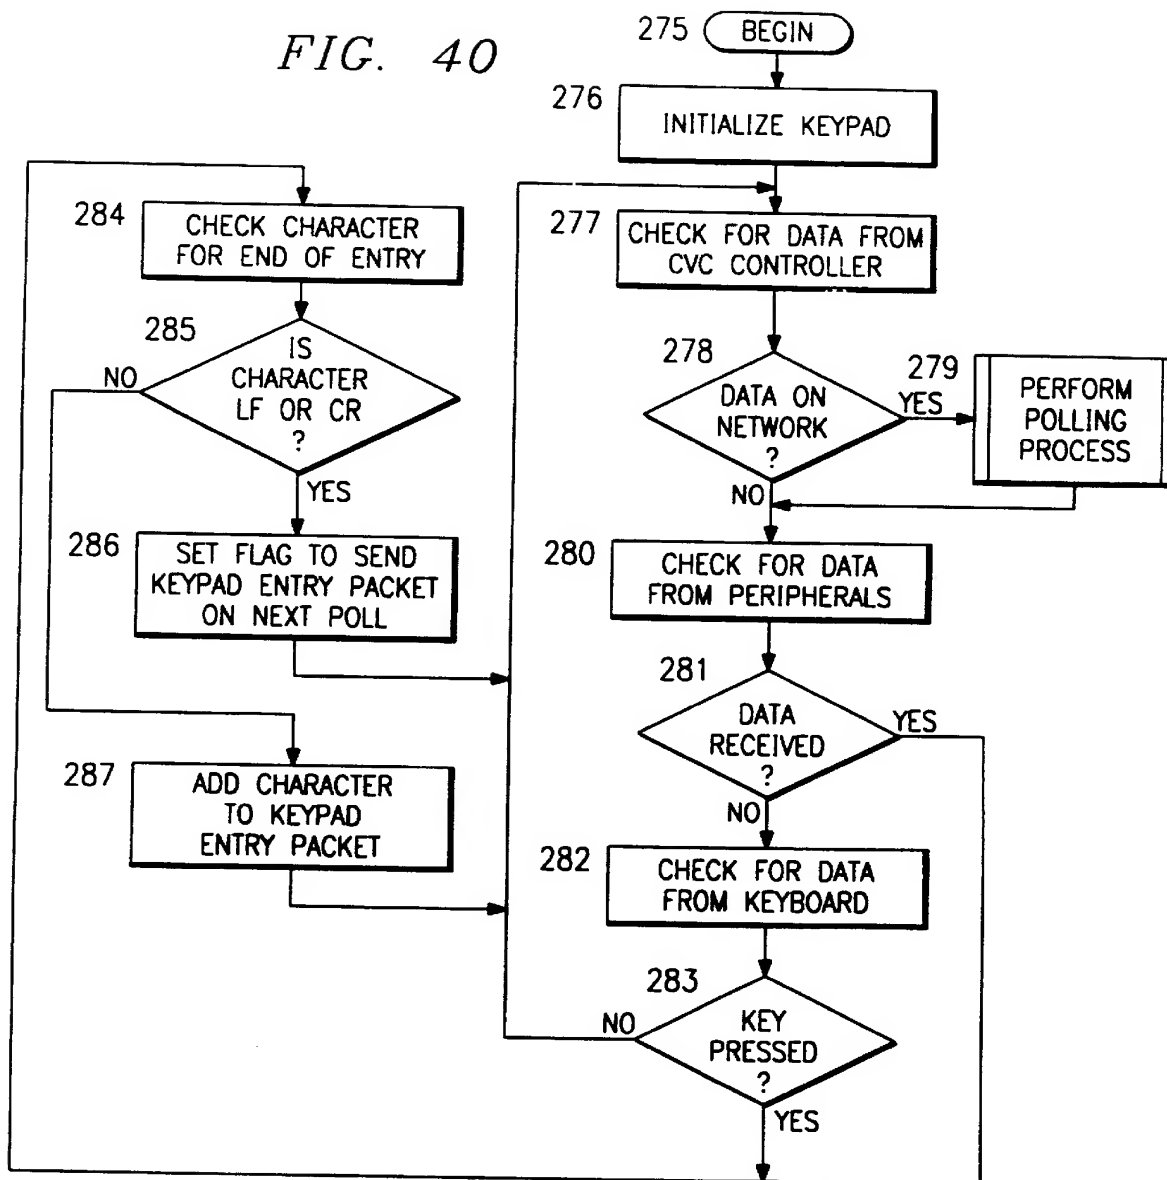 FIG. 40
275
BEGIN
276
INITIALIZE KEYPAD
277
CHECK FOR DATA FROM
CVC CONTROLLER
278
DATA ON
NETWORK
?
YES
NO
279
PERFORM
POLLING
PROCESS
280
CHECK FOR DATA
FROM PERIPHERALS
281
DATA
RECEIVED
?
YES
NO
282
CHECK FOR DATA
FROM KEYBOARD
283
KEY
PRESSED
?
NO
YES
284
CHECK CHARACTER
FOR END OF ENTRY
285
IS
CHARACTER
LF OR CR
?
NO
YES
286
SET FLAG TO SEND
KEYPAD ENTRY PACKET
ON NEXT POLL
287
ADD CHARACTER
TO KEYPAD
ENTRY PACKET